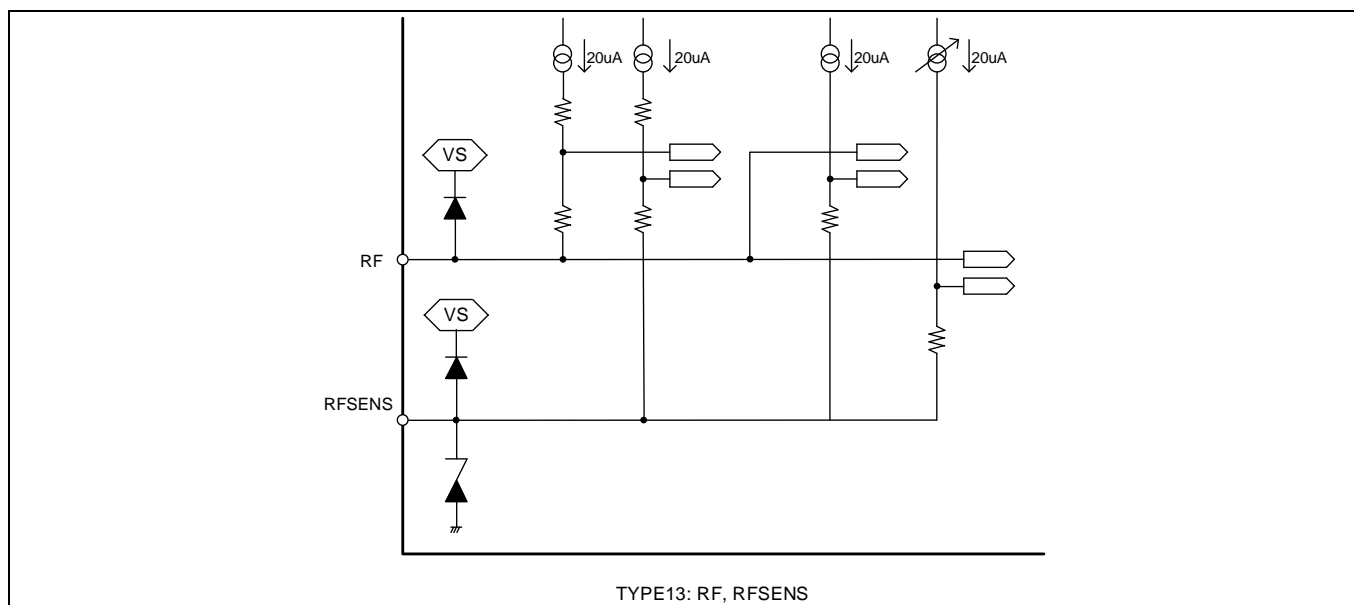 20uA 20uA 20uA 20uA
VS
RF
VS
RFSENS
TYPE13: RF, RFSENS